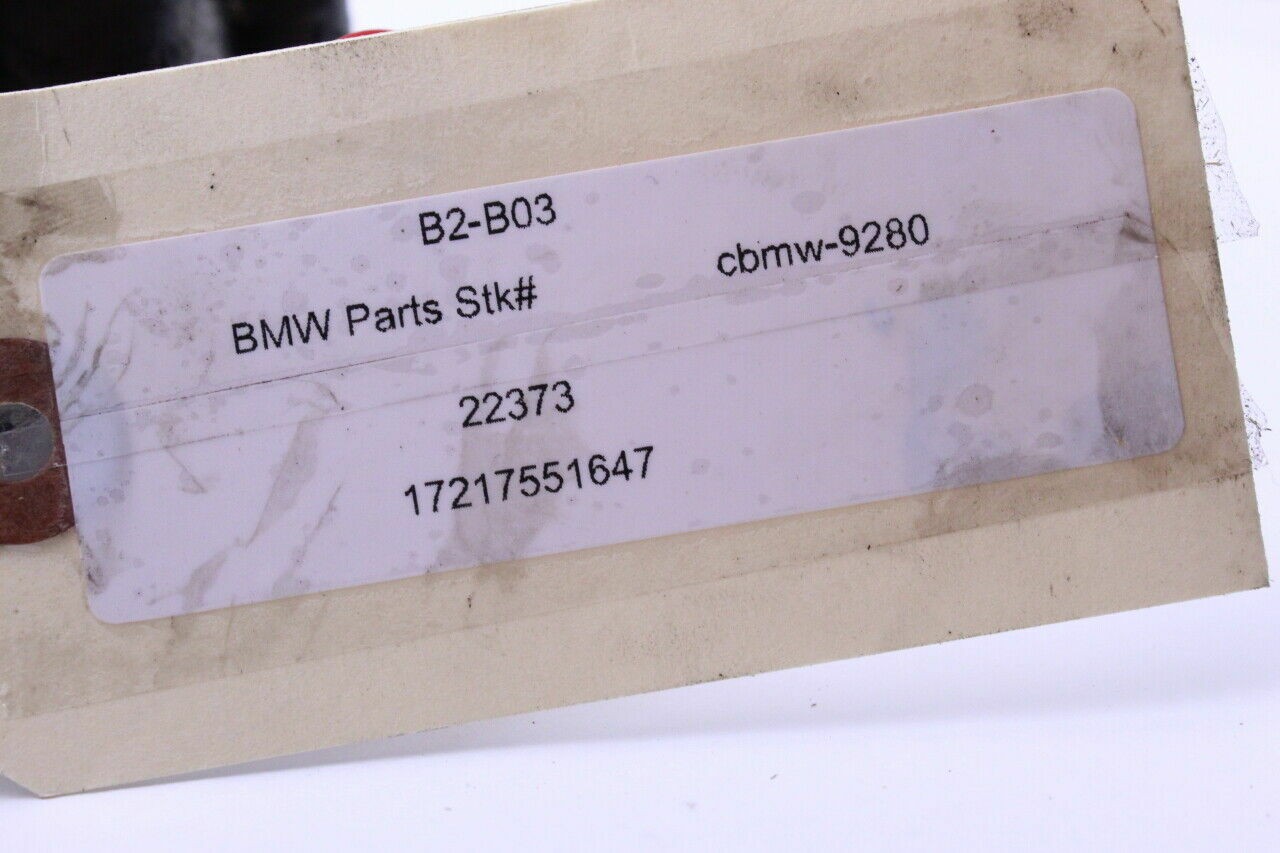 B2-B03
BMW Parts Stk# cbmw-9280
22373
17217551647